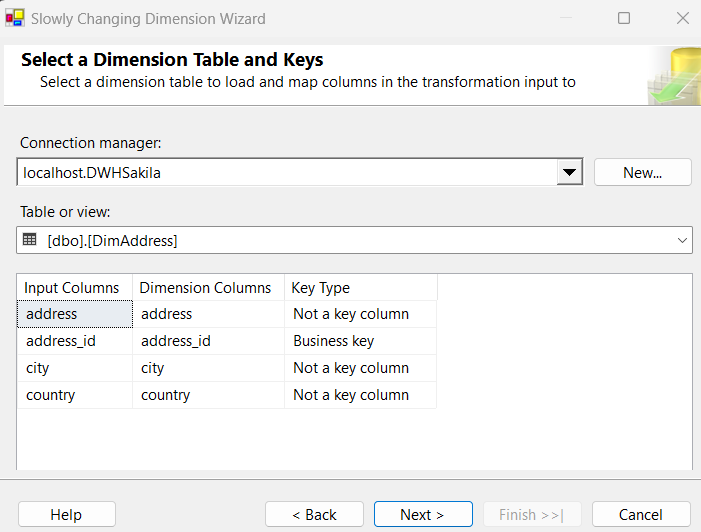 Slowly Changing Dimension Wizard
Select a Dimension Table and Keys
Select a dimension table to load and map columns in the transformation input to
Connection manager:
localhost.DWHSakila
New...
Table or view:
[dbo].[DimAddress]
Input Columns Dimension Columns Key Type
address address Not a key column
address_id address_id Business key
city city Not a key column
country country Not a key column
Help < Back Next > Finish >>| Cancel